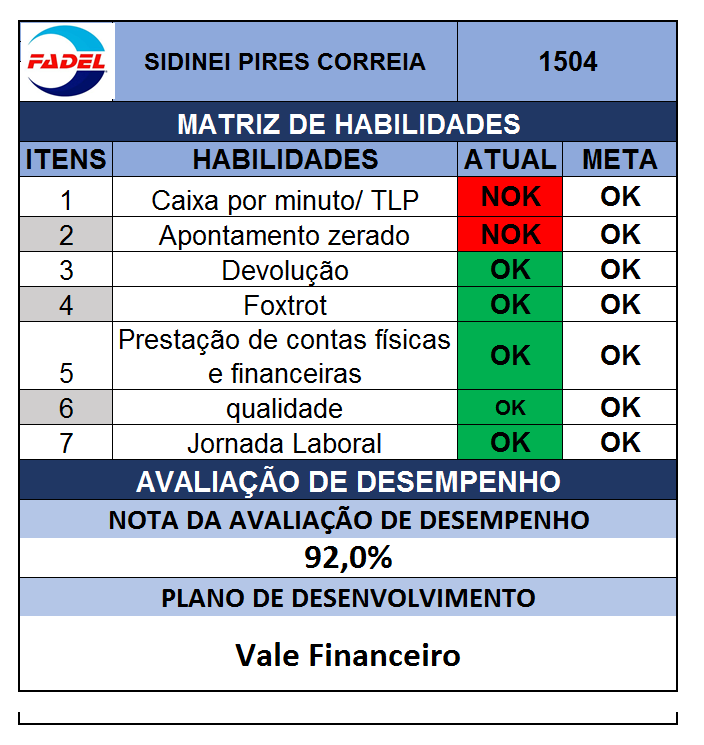 FADEL
SIDINEI PIRES CORREIA
1504
MATRIZ DE HABILIDADES
ITENS HABILIDADES ATUAL META
1 Caixa por minuto/ TLP NOK OK
2 Apontamento zerado NOK OK
3 Devolução OK OK
4 Foxtrot OK OK
Prestação de contas físicas
5 e financeiras OK OK
6 qualidade OK OK
7 Jornada Laboral OK OK
AVALIAÇÃO DE DESEMPENHO
NOTA DA AVALIAÇÃO DE DESEMPENHO
92,0%
PLANO DE DESENVOLVIMENTO
Vale Financeiro